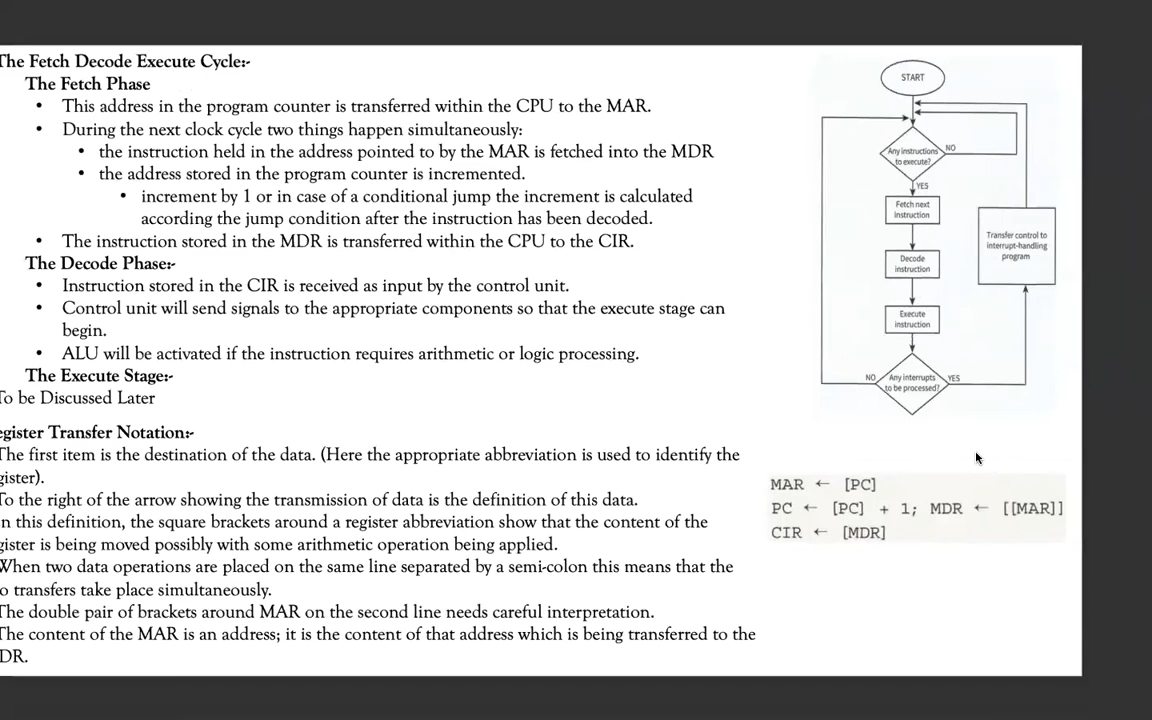 The Fetch Decode Execute Cycle:-
The Fetch Phase
• This address in the program counter is transferred within the CPU to the MAR.
• During the next clock cycle two things happen simultaneously:
• the instruction held in the address pointed to by the MAR is fetched into the MDR
• the address stored in the program counter is incremented.
• increment by 1 or in case of a conditional jump the increment is calculated
according the jump condition after the instruction has been decoded.
• The instruction stored in the MDR is transferred within the CPU to the CIR.
The Decode Phase:-
• Instruction stored in the CIR is received as input by the control unit.
• Control unit will send signals to the appropriate components so that the execute stage can
begin.
• ALU will be activated if the instruction requires arithmetic or logic processing.
The Execute Stage:-
To be Discussed Later
egister Transfer Notation:-
The first item is the destination of the data. (Here the appropriate abbreviation is used to identify the
gister).
To the right of the arrow showing the transmission of data is the definition of this data.
n this definition, the square brackets around a register abbreviation show that the content of the
gister is being moved possibly with some arithmetic operation being applied.
When two data operations are placed on the same line separated by a semi-colon this means that the
o transfers take place simultaneously.
The double pair of brackets around MAR on the second line needs careful interpretation.
The content of the MAR is an address; it is the content of that address which is being transferred to the
DR.
START
Any instructions
to execute?
NO
YES
Fetch next
instruction
Decode
instruction
Execute
instruction
Any interrupts
to be processed?
NO
YES
Transfer control to
interrupt-handling
program
MAR ← [PC]
PC ← [PC] + 1; MDR ← [[MAR]]
CIR ← [MDR]